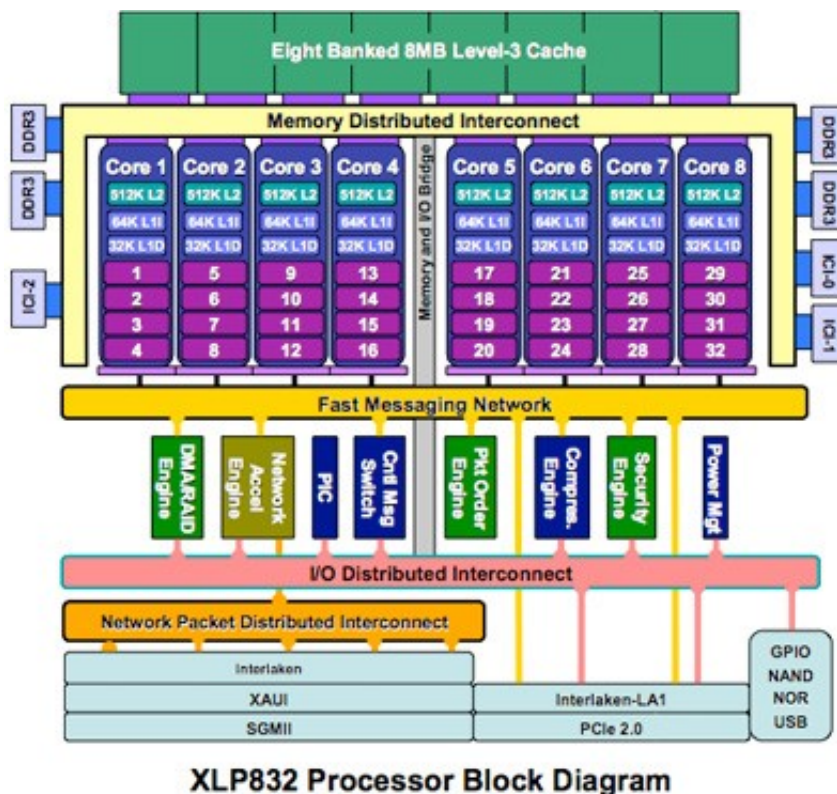 Eight Banked 8MB Level-3 Cache
Memory Distributed Interconnect
DDR3
DDR3
ICI-2
DDR3
DDR3
ICI-0
ICI-1
Core 1
512K L2
64K L1I
32K L1D
1
2
3
4
Core 2
512K L2
64K L1I
32K L1D
5
6
7
8
Core 3
512K L2
64K L1I
32K L1D
9
10
11
12
Core 4
512K L2
64K L1I
32K L1D
13
14
15
16
Memory and I/O Bridge
Core 5
512K L2
64K L1I
32K L1D
17
18
19
20
Core 6
512K L2
64K L1I
32K L1D
21
22
23
24
Core 7
512K L2
64K L1I
32K L1D
25
26
27
28
Core 8
512K L2
64K L1I
32K L1D
29
30
31
32
Fast Messaging Network
DMA/RAID
Engine
Network
Accel
Engine
PIC
Cntl Msg
Switch
Pkt Order
Engine
Compres.
Engine
Security
Engine
Power Mgt
I/O Distributed Interconnect
Network Packet Distributed Interconnect
Interlaken
XAUI
SGMII
Interlaken-LA1
PCIe 2.0
GPIO
NAND
NOR
USB
XLP832 Processor Block Diagram